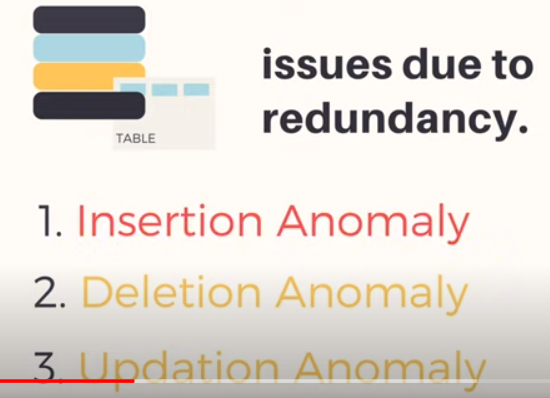 issues due to
redundancy.
TABLE
1. Insertion Anomaly
2. Deletion Anomaly
3. Updation Anomaly